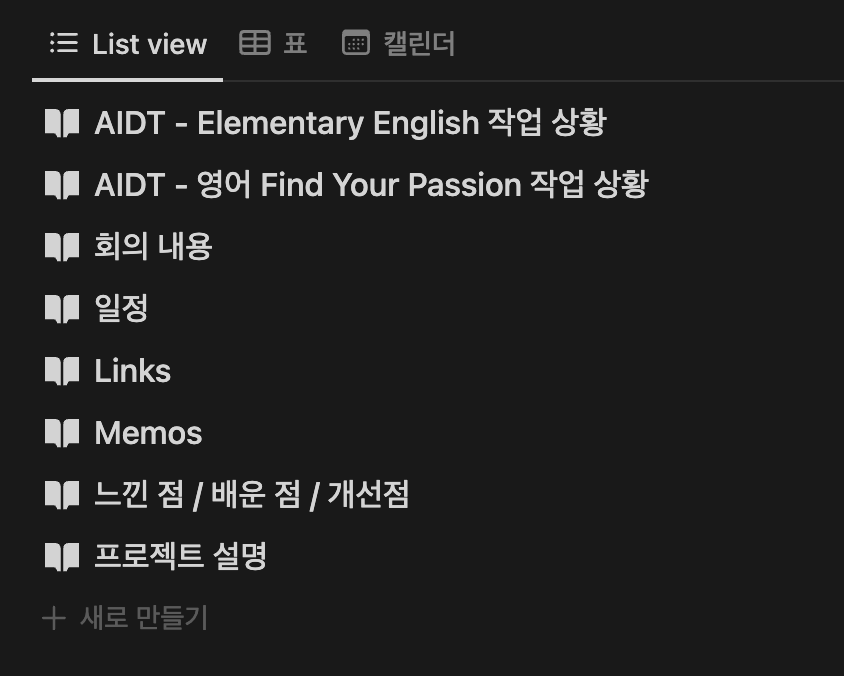 List view 표 캘린더
AIDT - Elementary English 작업 상황
AIDT - 영어 Find Your Passion 작업 상황
회의 내용
일정
Links
Memos
느낀 점 / 배운 점 / 개선점
프로젝트 설명
+ 새로 만들기